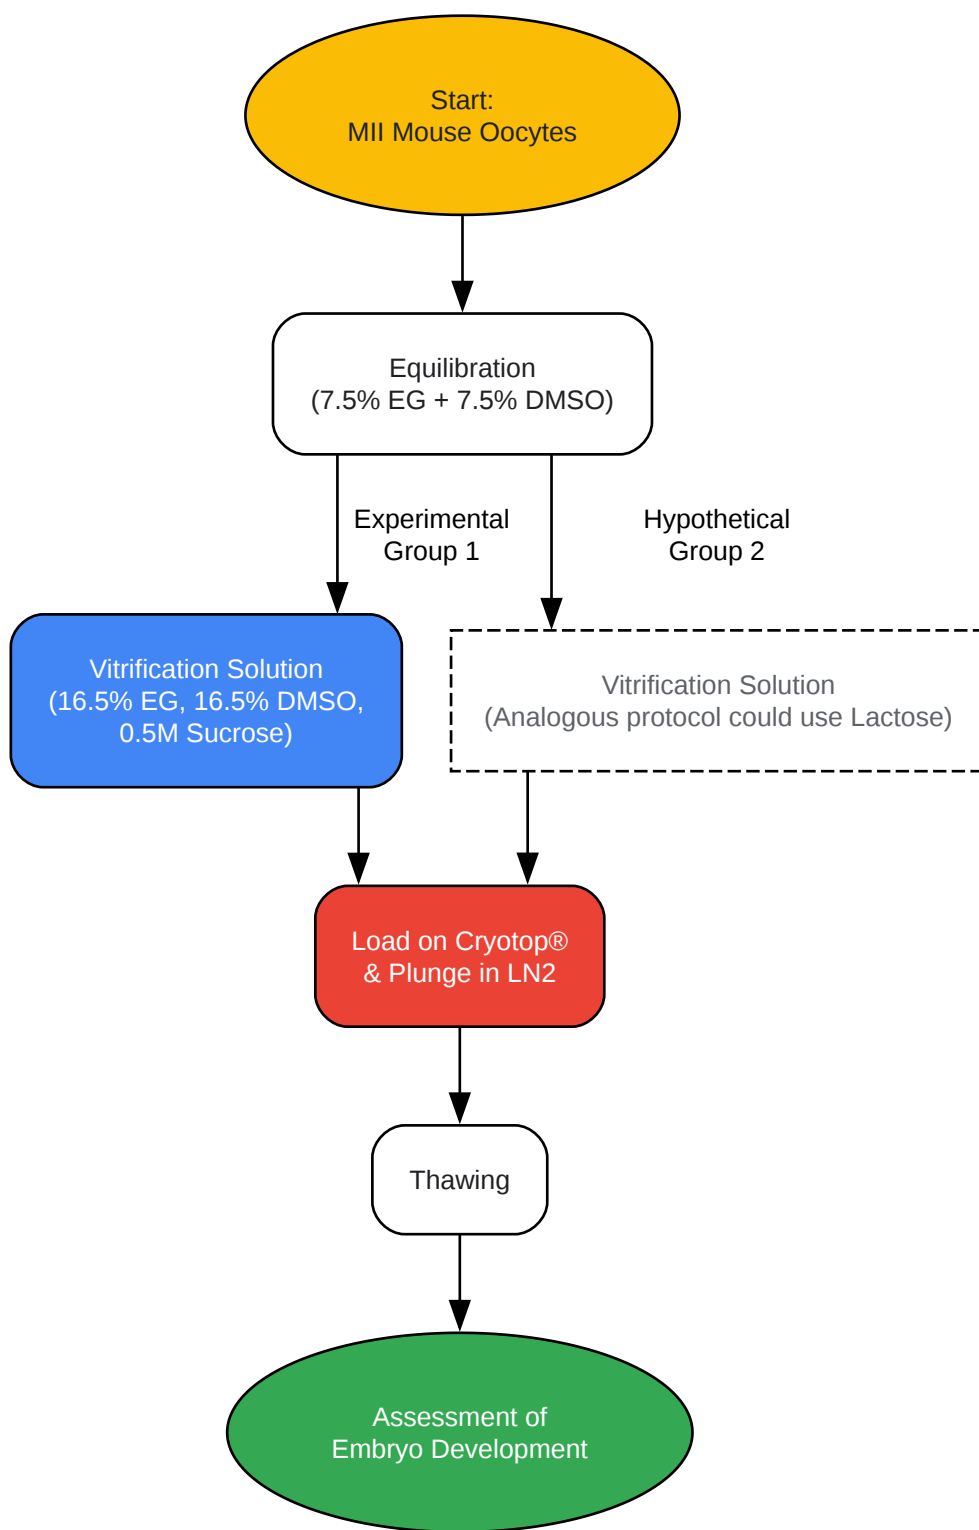 Start:
MII Mouse Oocytes
Equilibration
(7.5% EG + 7.5% DMSO)
Experimental
Group 1
Hypothetical
Group 2
Vitrification Solution
(16.5% EG, 16.5% DMSO,
0.5M Sucrose)
Vitrification Solution
(Analogous protocol could use Lactose)
Load on Cryotop®
& Plunge in LN2
Thawing
Assessment of
Embryo Development